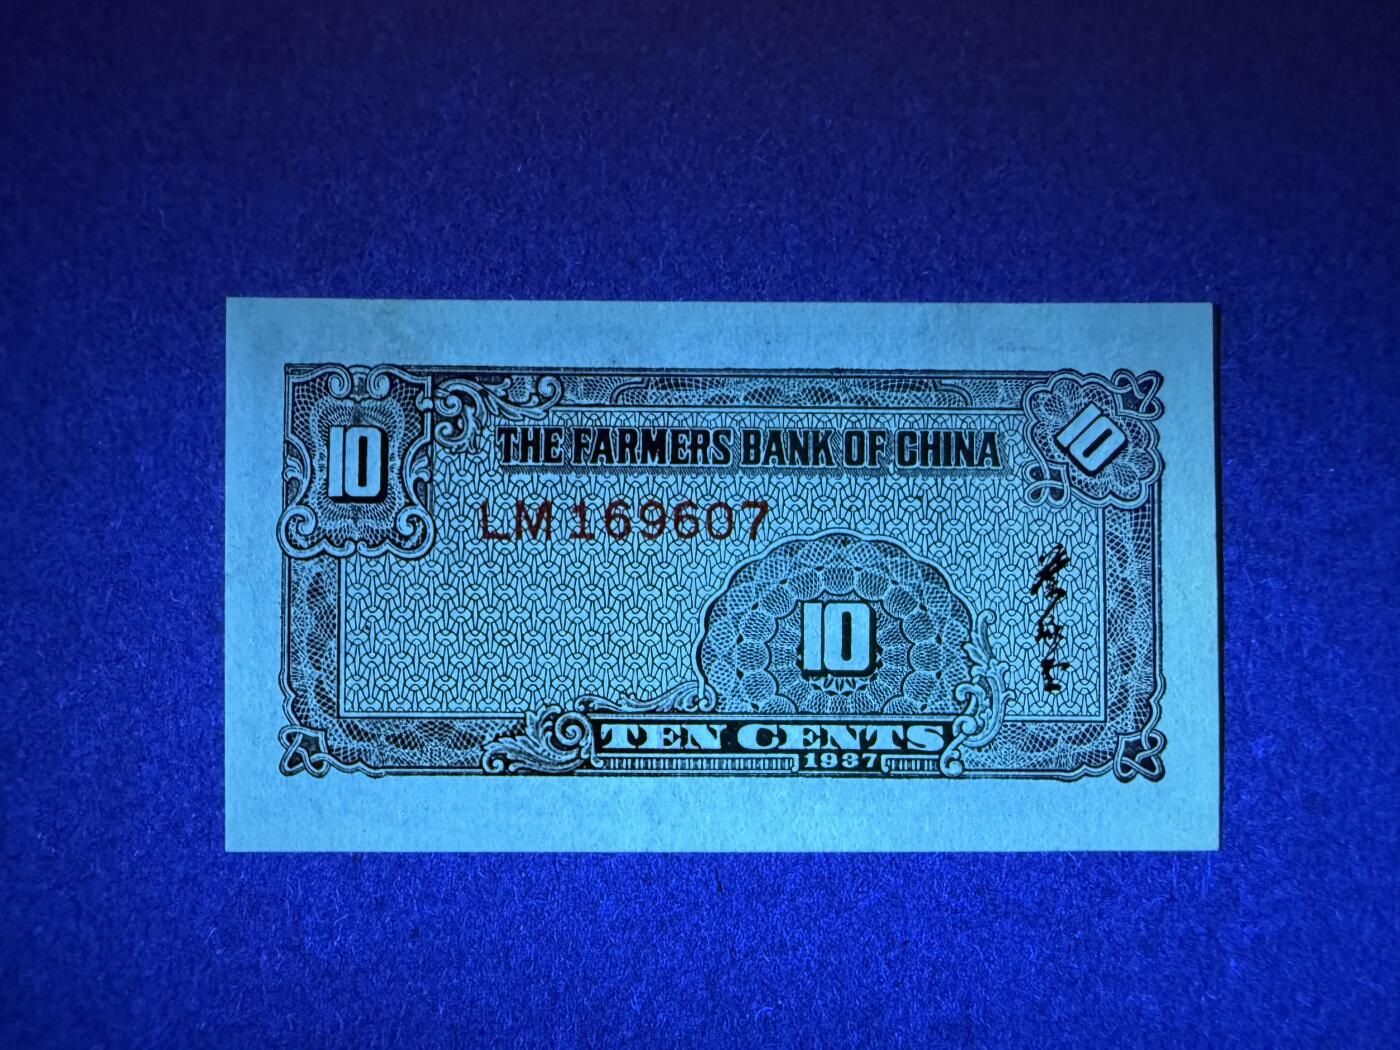 10
10
THE FARMERS BANK OF CHINA
LM 169607
10
TEN CENTS
1937